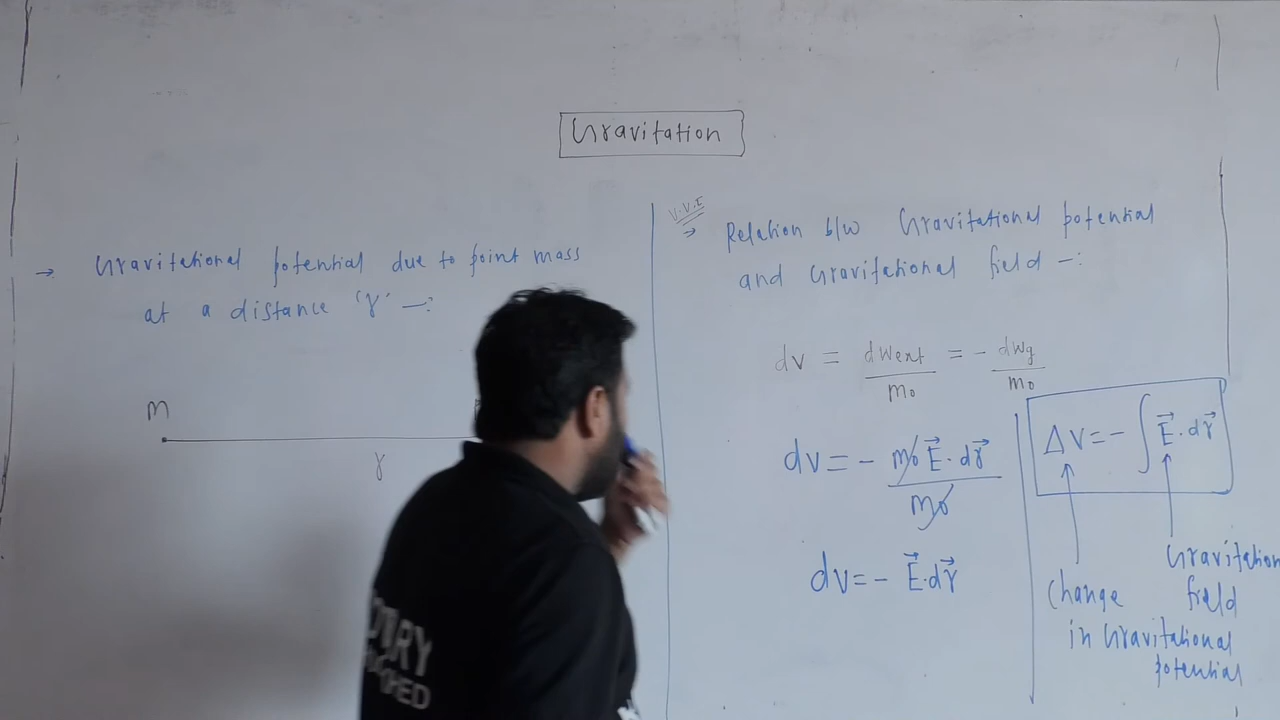 Gravitation
→ Gravitational potential due to point mass
at a distance 'r' -:
M
r
V.V.I
→ Relation b/w Gravitational potential
and Gravitational field -:
dv = dWext/m₀ = - dWg/m₀
dv = - m₀ E⃗ · dr⃗ / m₀
dv = - E⃗ · dr⃗
ΔV = - ∫ E⃗ · dr⃗
Change
in Gravitational
potential
Gravitation
field